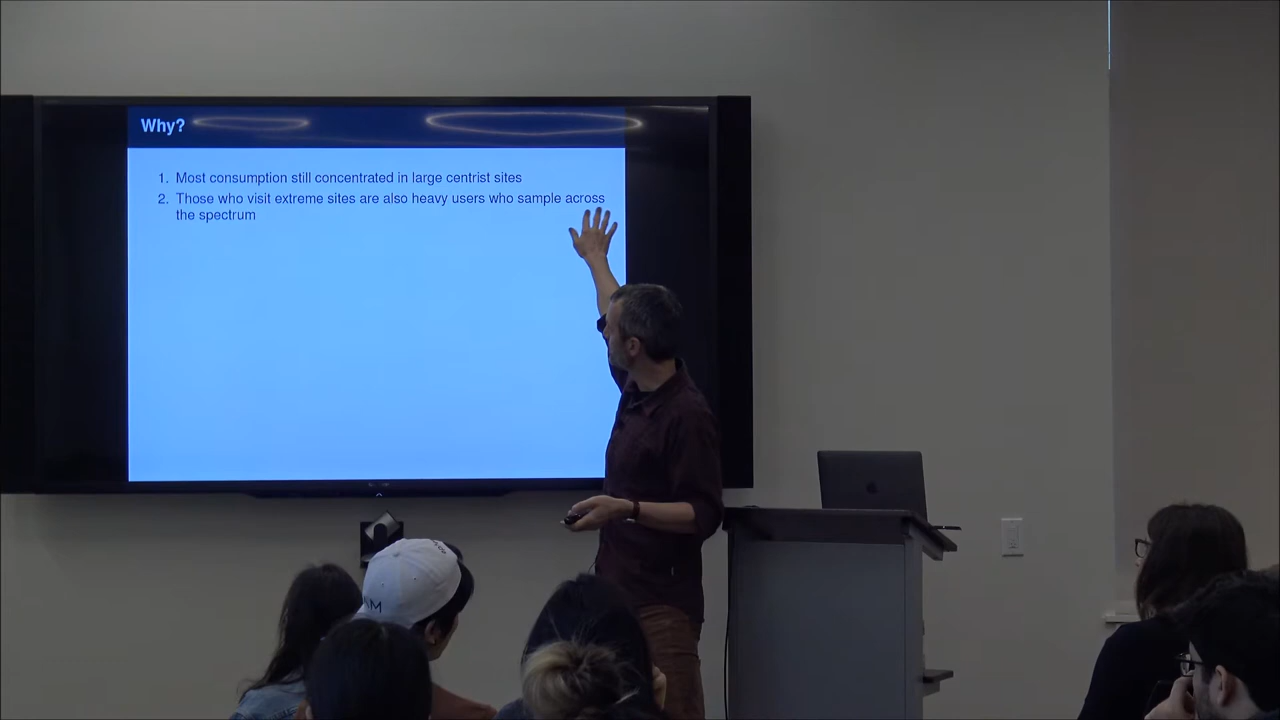 Why?
1. Most consumption still concentrated in large centrist sites
2. Those who visit extreme sites are also heavy users who sample across
the spectrum